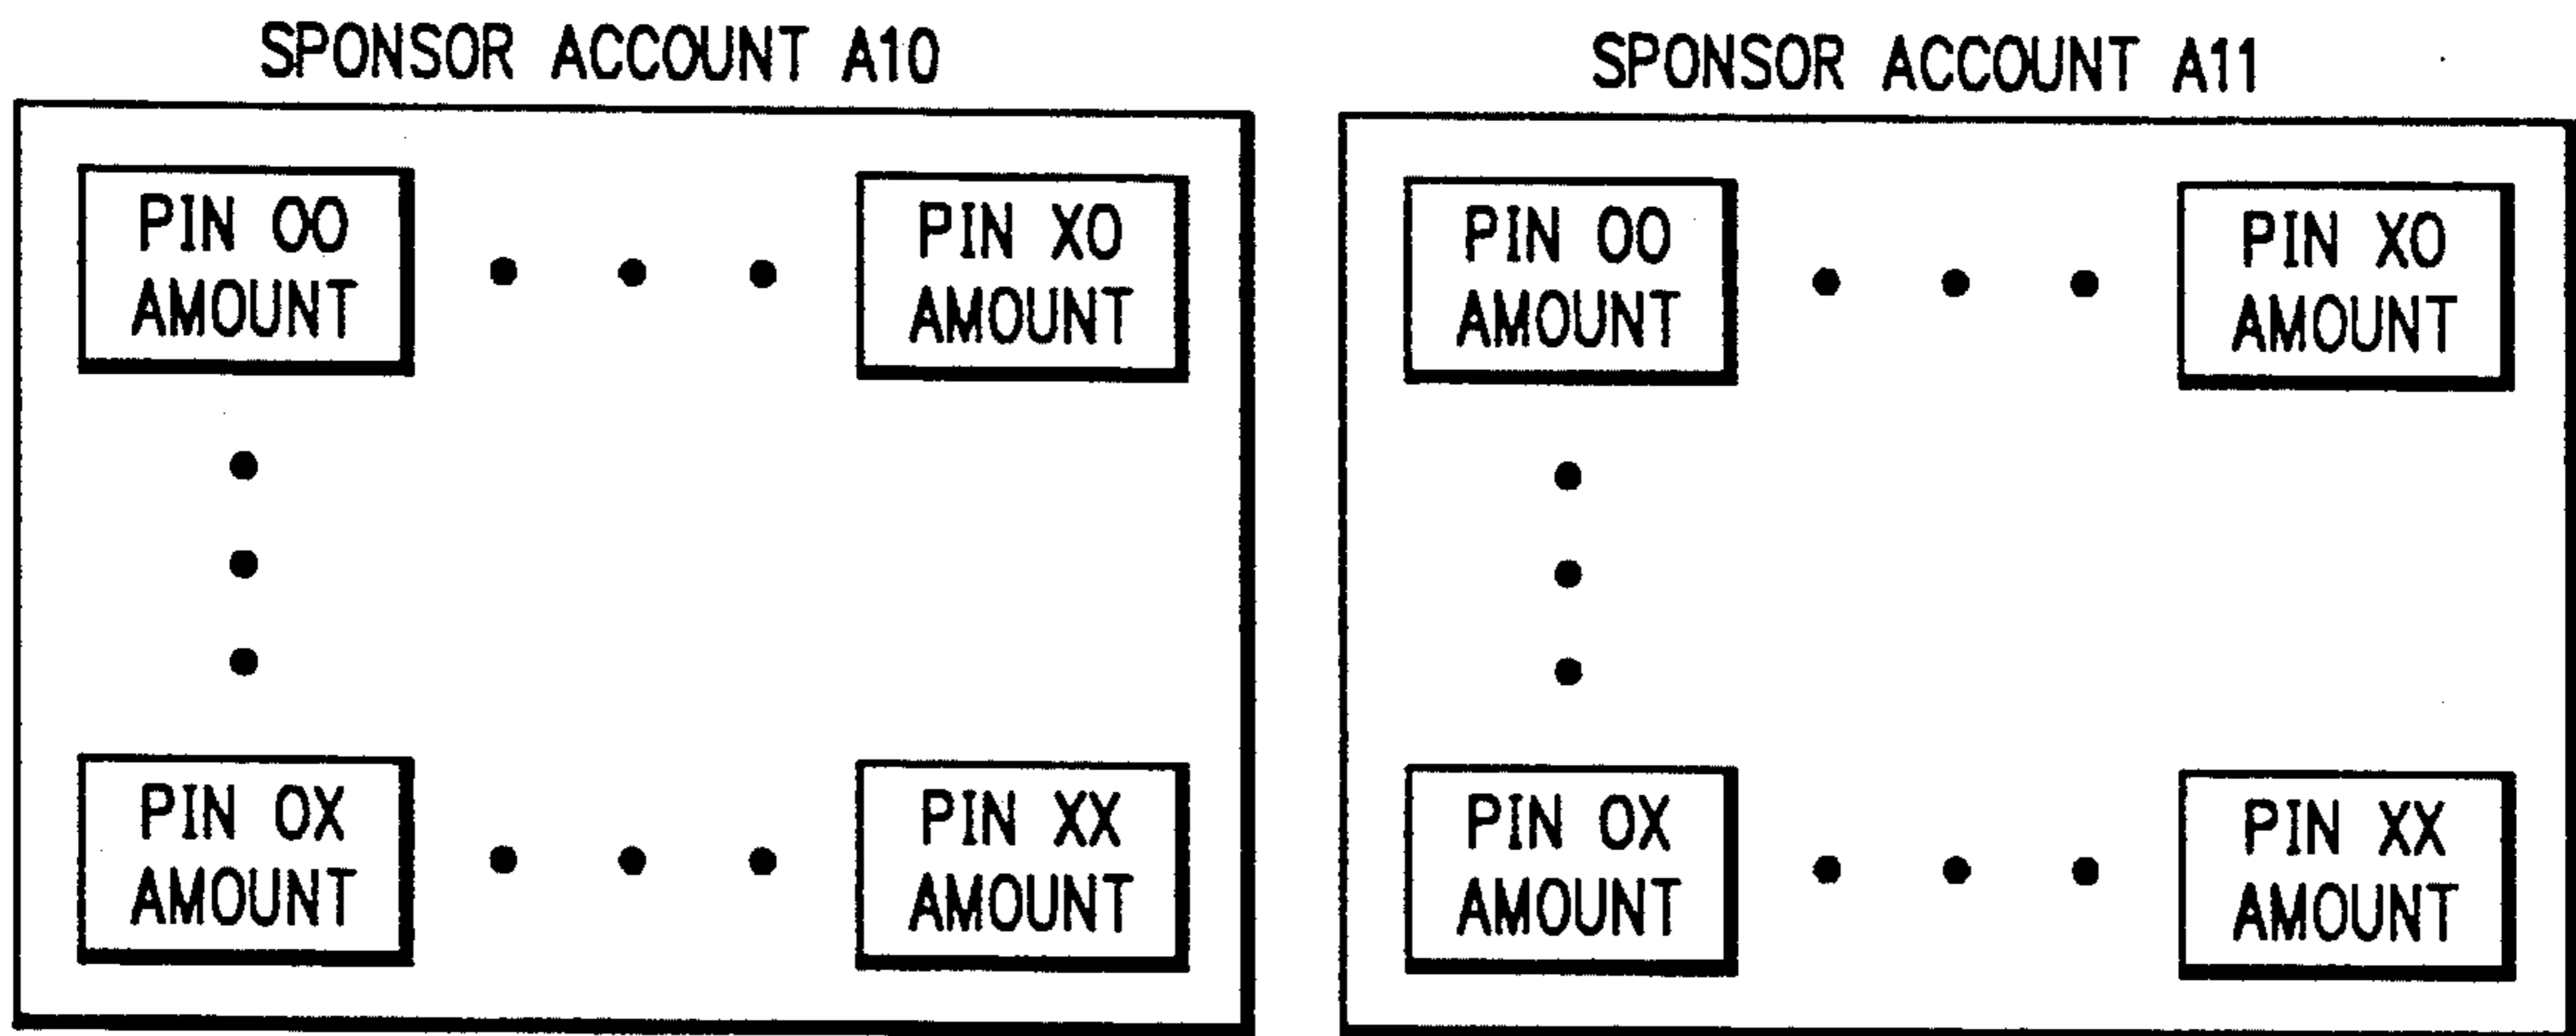 SPONSOR ACCOUNT A10
PIN 00
AMOUNT
PIN X0
AMOUNT
PIN 0X
AMOUNT
PIN XX
AMOUNT
SPONSOR ACCOUNT A11
PIN 00
AMOUNT
PIN X0
AMOUNT
PIN 0X
AMOUNT
PIN XX
AMOUNT